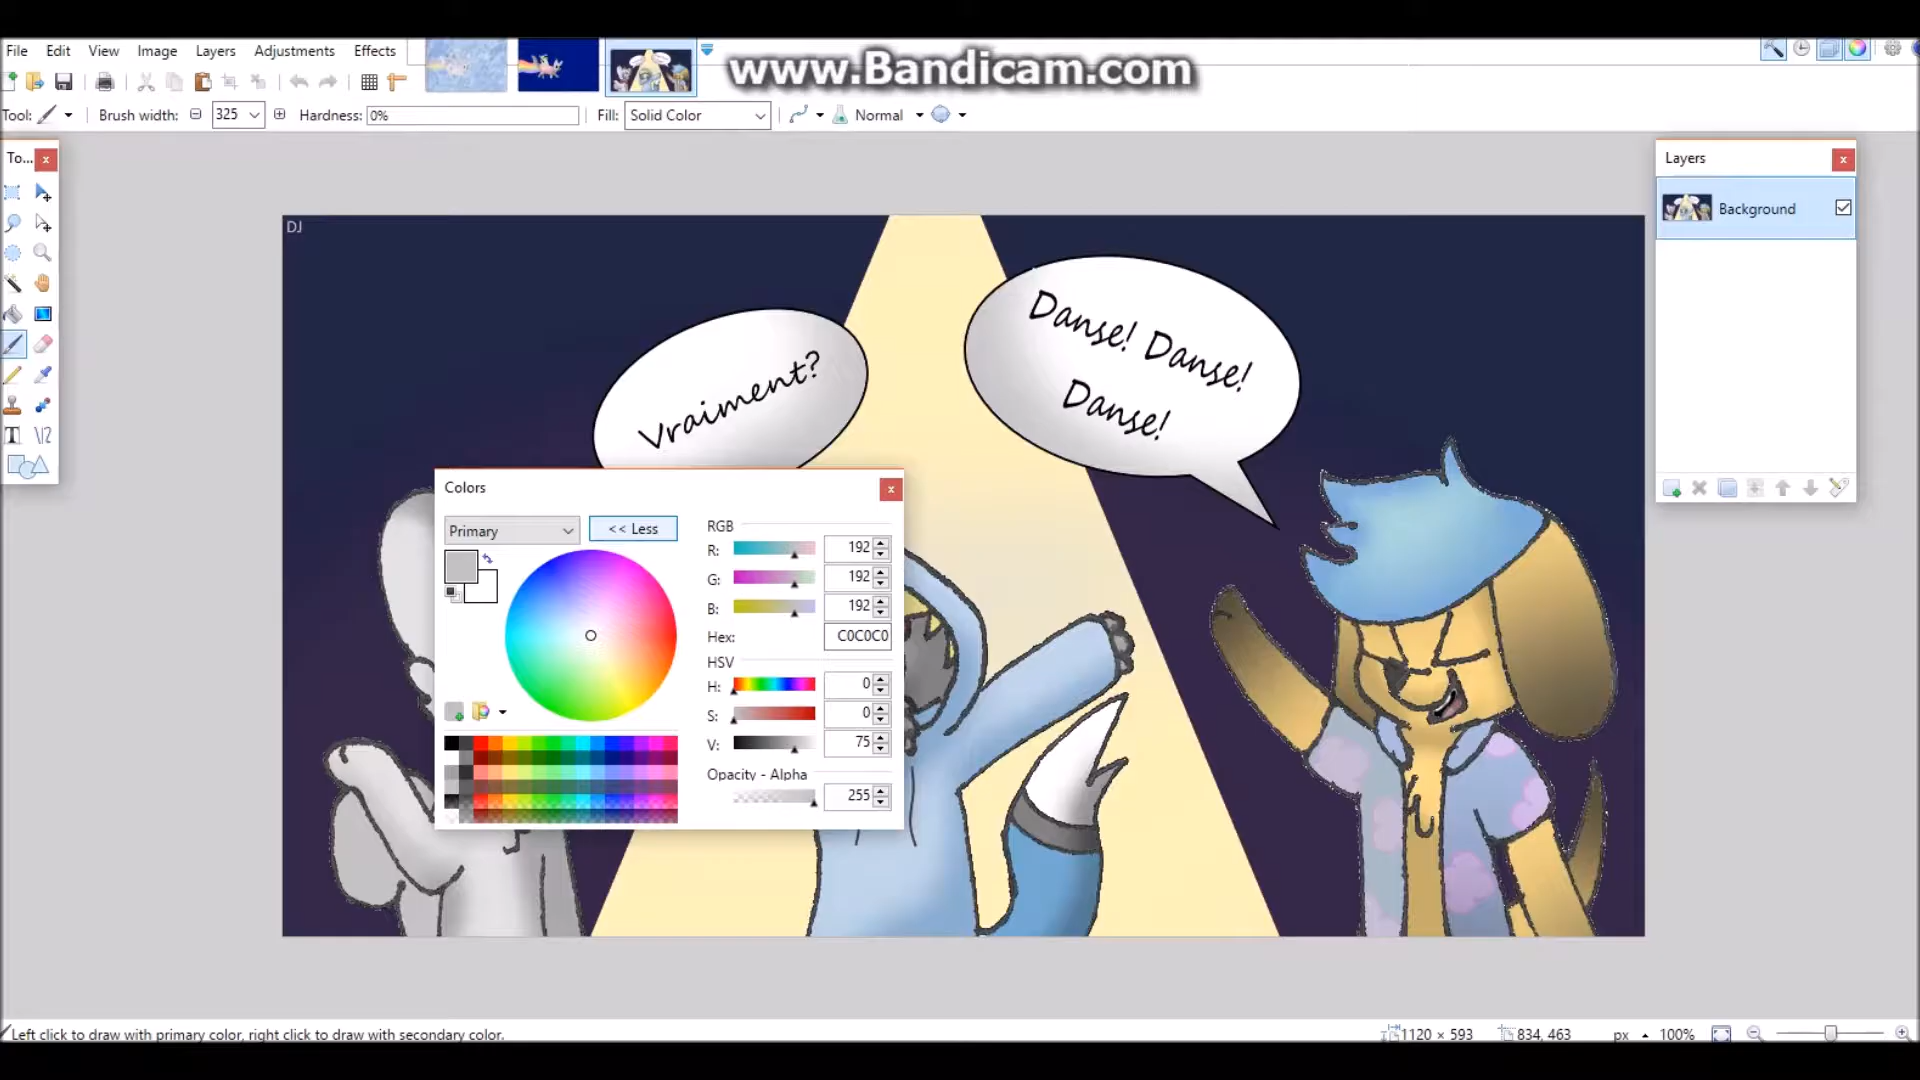 www.Bandicam.com
File Edit View Image Layers Adjustments Effects
Tool: Brush width: 325 Hardness: 0% Fill: Solid Color Normal
To...
Layers
Background
DJ
Vraiment?
Danse! Danse!
Danse!
Colors
Primary
<< Less
RGB
R: 192
G: 192
B: 192
Hex: C0C0C0
HSV
H: 0
S: 0
V: 75
Opacity - Alpha
255
Left click to draw with primary color, right click to draw with secondary color.
1120 × 593
834, 463
px
100%